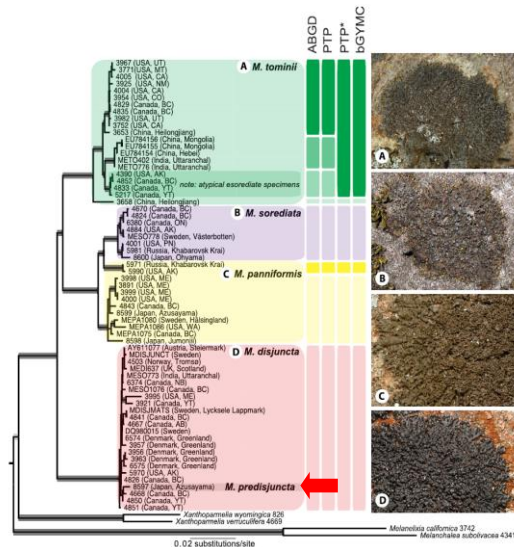 ABGD
PTP
PTP*
bGYMC
3967 (USA, UT)
A M. tominii
3771 (USA, MT)
4005 (USA, CA)
3925 (USA, NM)
4004 (USA, CA)
3954 (USA, CO)
4829 (Canada, BC)
4835 (Canada, BC)
3982 (USA, UT)
3752 (USA, CA)
3653 (China, Heilongjiang)
EU784156 (China, Mongolia)
EU784155 (China, Mongolia)
EU784154 (China, Hebei)
METO402 (India, Uttaranchal)
METO776 (India, Uttaranchal)
4390 (USA, AK)
4852 (Canada, BC)
4833 (Canada, YT)
note: atypical esorediate specimens
5217 (Canada, YT)
3658 (China, Heilongjiang)
4670 (Canada, BC)
4824 (Canada, BC)
B M. sorediata
6380 (Canada, ON)
4884 (USA, AK)
MESO778 (Sweden, Västerbotten)
4001 (USA, PN)
5981 (Russia, Khabarovsk Krai)
8600 (Japan, Ohyama)
5971 (Russia, Khabarovsk Krai)
5990 (USA, AK)
C M. panniformis
3998 (USA, ME)
3891 (USA, ME)
3999 (USA, ME)
4000 (USA, ME)
4843 (Canada, BC)
8599 (Japan, Azusayama)
MEPA1080 (Sweden, Hälsingland)
MEPA1086 (USA, WA)
MEPA1075 (Canada, BC)
8598 (Japan, Jumonji)
AY611077 (Austria, Steiermark)
D M. disjuncta
MDISJUNCT (Sweden)
4503 (Norway, Tromsø)
MEDI637 (UK, Scotland)
MESO773 (India, Uttaranchal)
6374 (Canada, NB)
MESO1076 (Canada, BC)
3995 (USA, ME)
3921 (Canada, YT)
MDISJMATS (Sweden, Lycksele Lappmark)
4841 (Canada, BC)
4667 (Canada, AB)
DQ980015 (Sweden)
6574 (Denmark, Greenland)
3957 (Denmark, Greenland)
3956 (Denmark, Greenland)
3963 (Denmark, Greenland)
6575 (Denmark, Greenland)
5970 (USA, AK)
4826 (Canada, BC)
8597 (Japan, Azusayama)
M. predisjuncta
4668 (Canada, BC)
4850 (Canada, YT)
4851 (Canada, YT)
Xanthoparmelia wyomingica 826
Xanthoparmelia verruculifera 4669
Melanelixia californica 3742
Melanohalea subolivacea 4341
0.02 substitutions/site
A
B
C
D